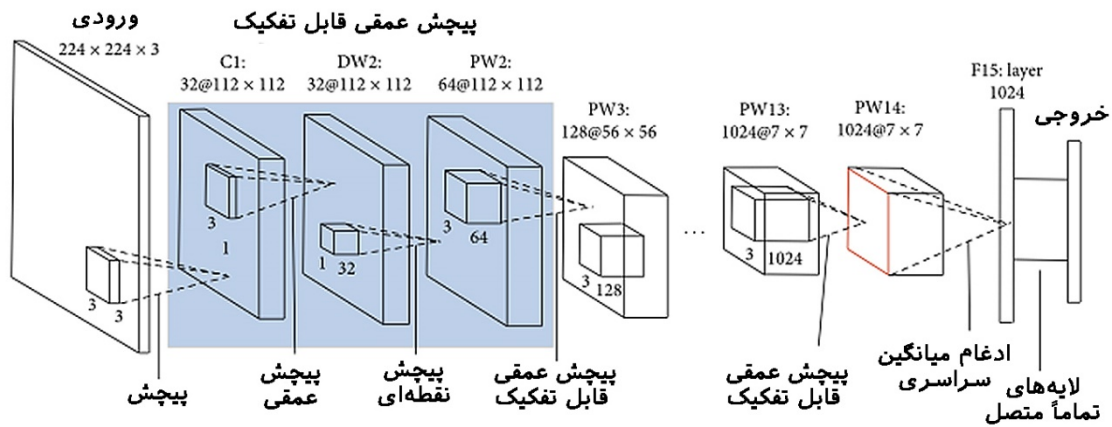 ورودی
224 × 224 × 3
پیچش عمقی قابل تفکیک
C1:
32@112 × 112
DW2:
32@112 × 112
PW2:
64@112 × 112
PW3:
128@56 × 56
PW13:
1024@7 × 7
PW14:
1024@7 × 7
F15: layer
1024
خروجی
3
3
3
1
1
32
3
64
3
128
...
3
1024
پیچش
پیچش
عمقی
پیچش
نقطه‌ای
پیچش عمقی
قابل تفکیک
پیچش عمقی
قابل تفکیک
ادغام میانگین
سراسری
لایه‌های
تماماً متصل